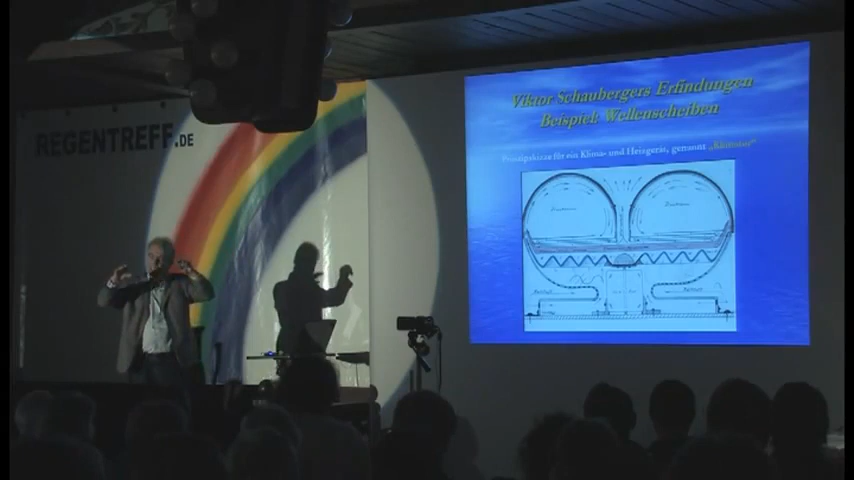 REGENTREFF.DE
Viktor Schaubergers Erfindungen
Beispiel: Wellenscheiben
Prinzipskizze für ein Klima- und Heizgerät, genannt „Klimator“